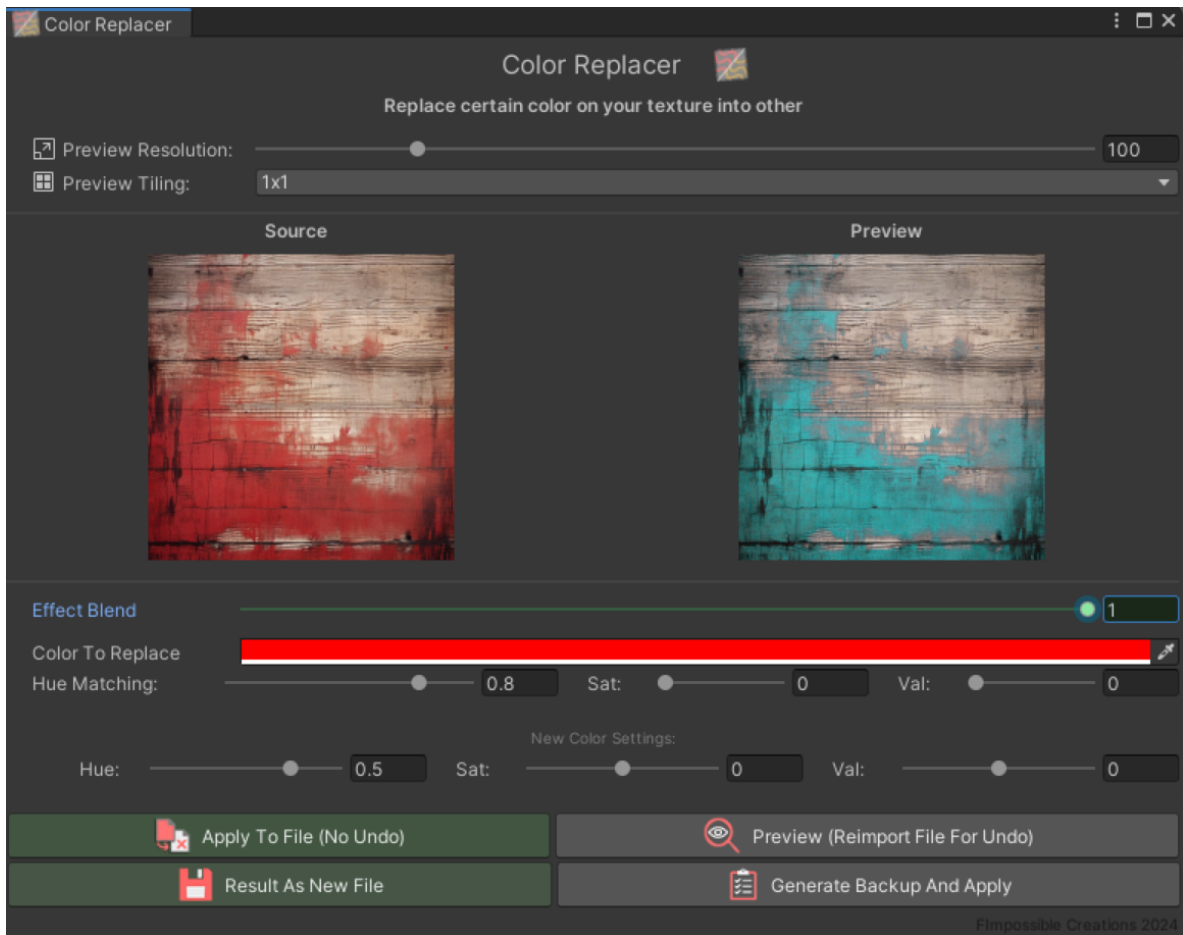 Color Replacer
Color Replacer
Replace certain color on your texture into other
Preview Resolution: 100
Preview Tiling: 1x1
Source Preview
Effect Blend 1
Color To Replace
Hue Matching: 0.8 Sat: 0 Val: 0
New Color Settings:
Hue: 0.5 Sat: 0 Val: 0
Apply To File (No Undo) Preview (Reimport File For Undo)
Result As New File Generate Backup And Apply
FImpossible Creations 2024